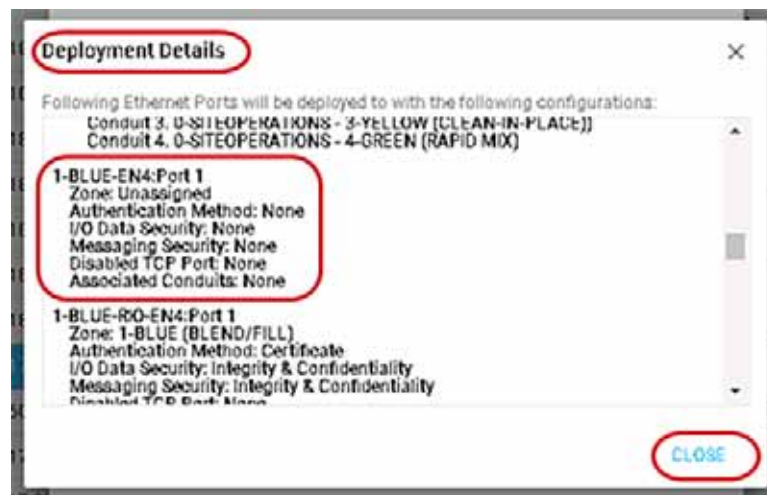 Deployment Details
Following Ethernet Ports will be deployed to with the following configurations:
Conduit 3. 0-SITEOPERATIONS - 3-YELLOW (CLEAN-IN-PLACE)]
Conduit 4. 0-SITEOPERATIONS - 4-GREEN (RAPID MIX)
1-BLUE-EN4:Port 1
Zone: Unassigned
Authentication Method: None
I/O Data Security: None
Messaging Security: None
Disabled TCP Port: None
Associated Conduits: None
1-BLUE-RIO-EN4:Port 1
Zone: 1-BLUE (BLEND/FILL)
Authentication Method: Certificate
I/O Data Security: Integrity & Confidentiality
Messaging Security: Integrity & Confidentiality
Disabled TCP Port: None
CLOSE